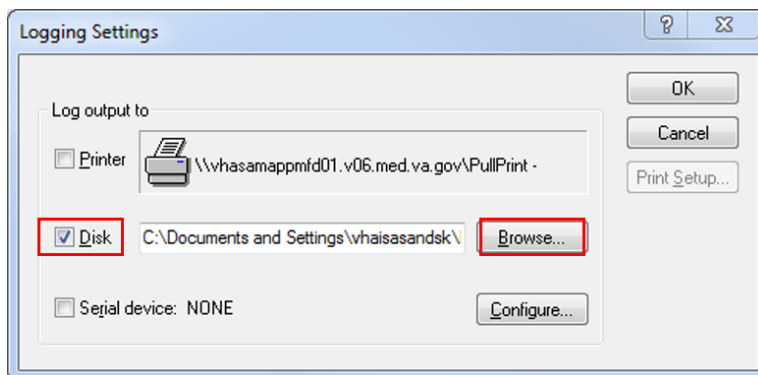 Logging Settings
OK
Log output to
Cancel
Printer
\\vhasamappmfd01.v06.med.va.gov\PullPrint -
Print Setup...
Disk
C:\Documents and Settings\vhaisasandsk\
Browse...
Serial device: NONE
Configure...